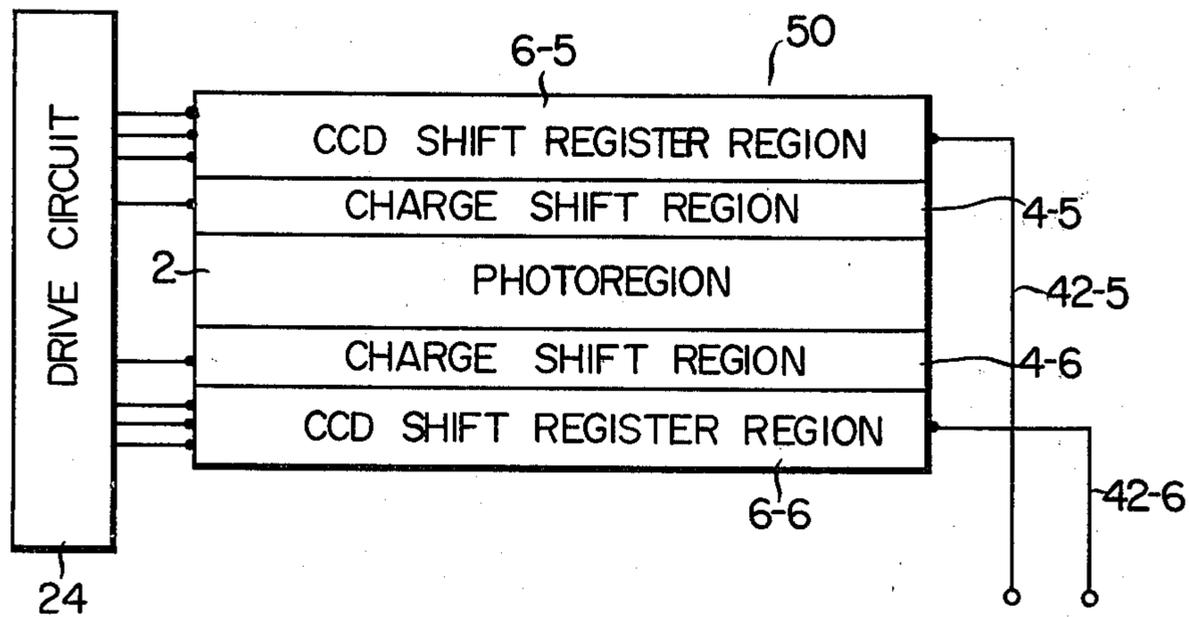 50
6-5
CCD SHIFT REGISTER REGION
CHARGE SHIFT REGION
4-5
2
PHOTOREGION
42-5
CHARGE SHIFT REGION
4-6
CCD SHIFT REGISTER REGION
6-6
42-6
DRIVE CIRCUIT
24